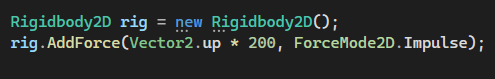 Rigidbody2D rig = new Rigidbody2D();
rig.AddForce(Vector2.up * 200, ForceMode2D.Impulse);